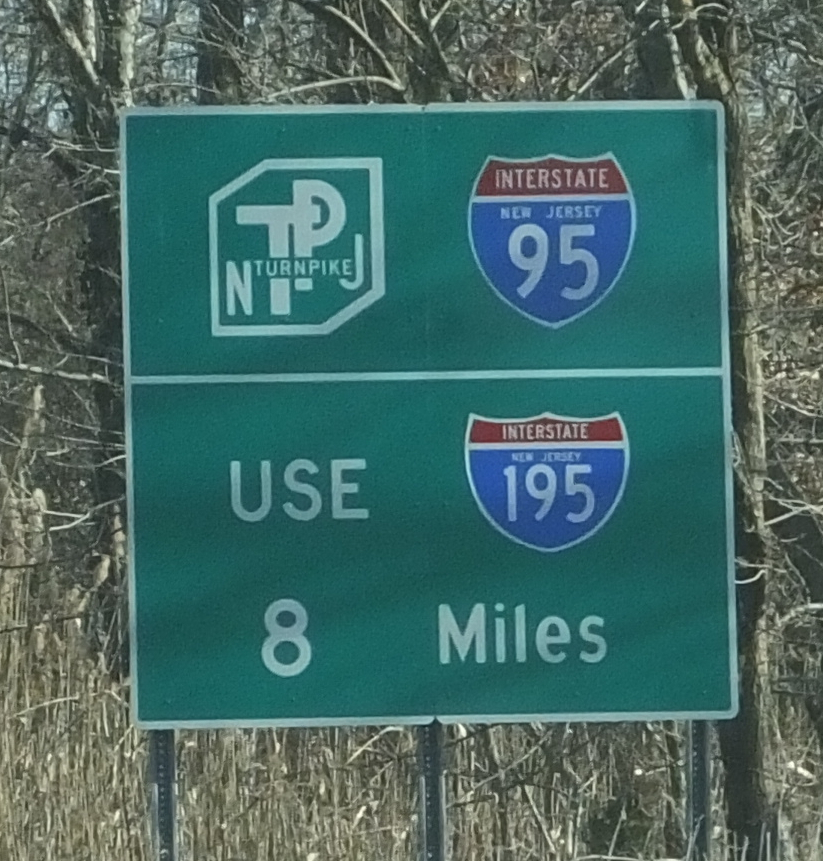 TP
N TURNPIKE J
INTERSTATE
NEW JERSEY
95
USE
INTERSTATE
NEW JERSEY
195
8 Miles